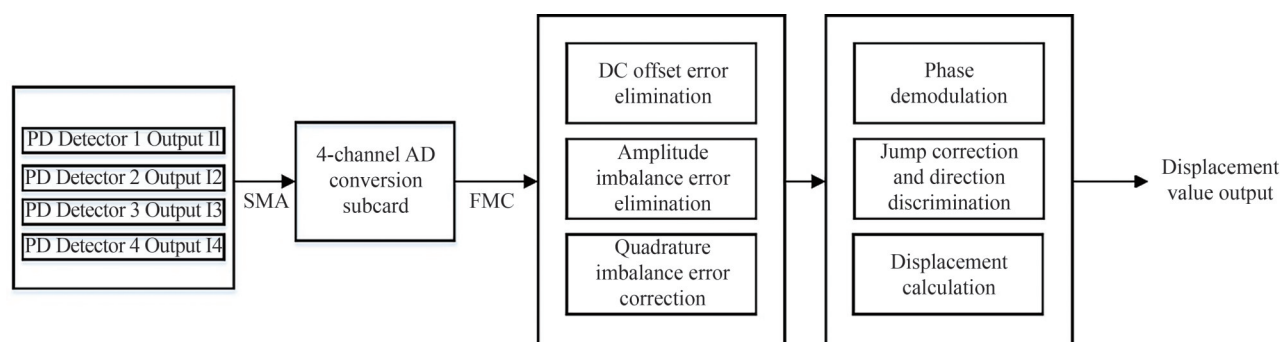 PD Detector 1 Output I1
PD Detector 2 Output I2
PD Detector 3 Output I3
PD Detector 4 Output I4
SMA
4-channel AD
conversion
subcard
FMC
DC offset error
elimination
Amplitude
imbalance error
elimination
Quadrature
imbalance error
correction
Phase
demodulation
Jump correction
and direction
discrimination
Displacement
calculation
Displacement
value output